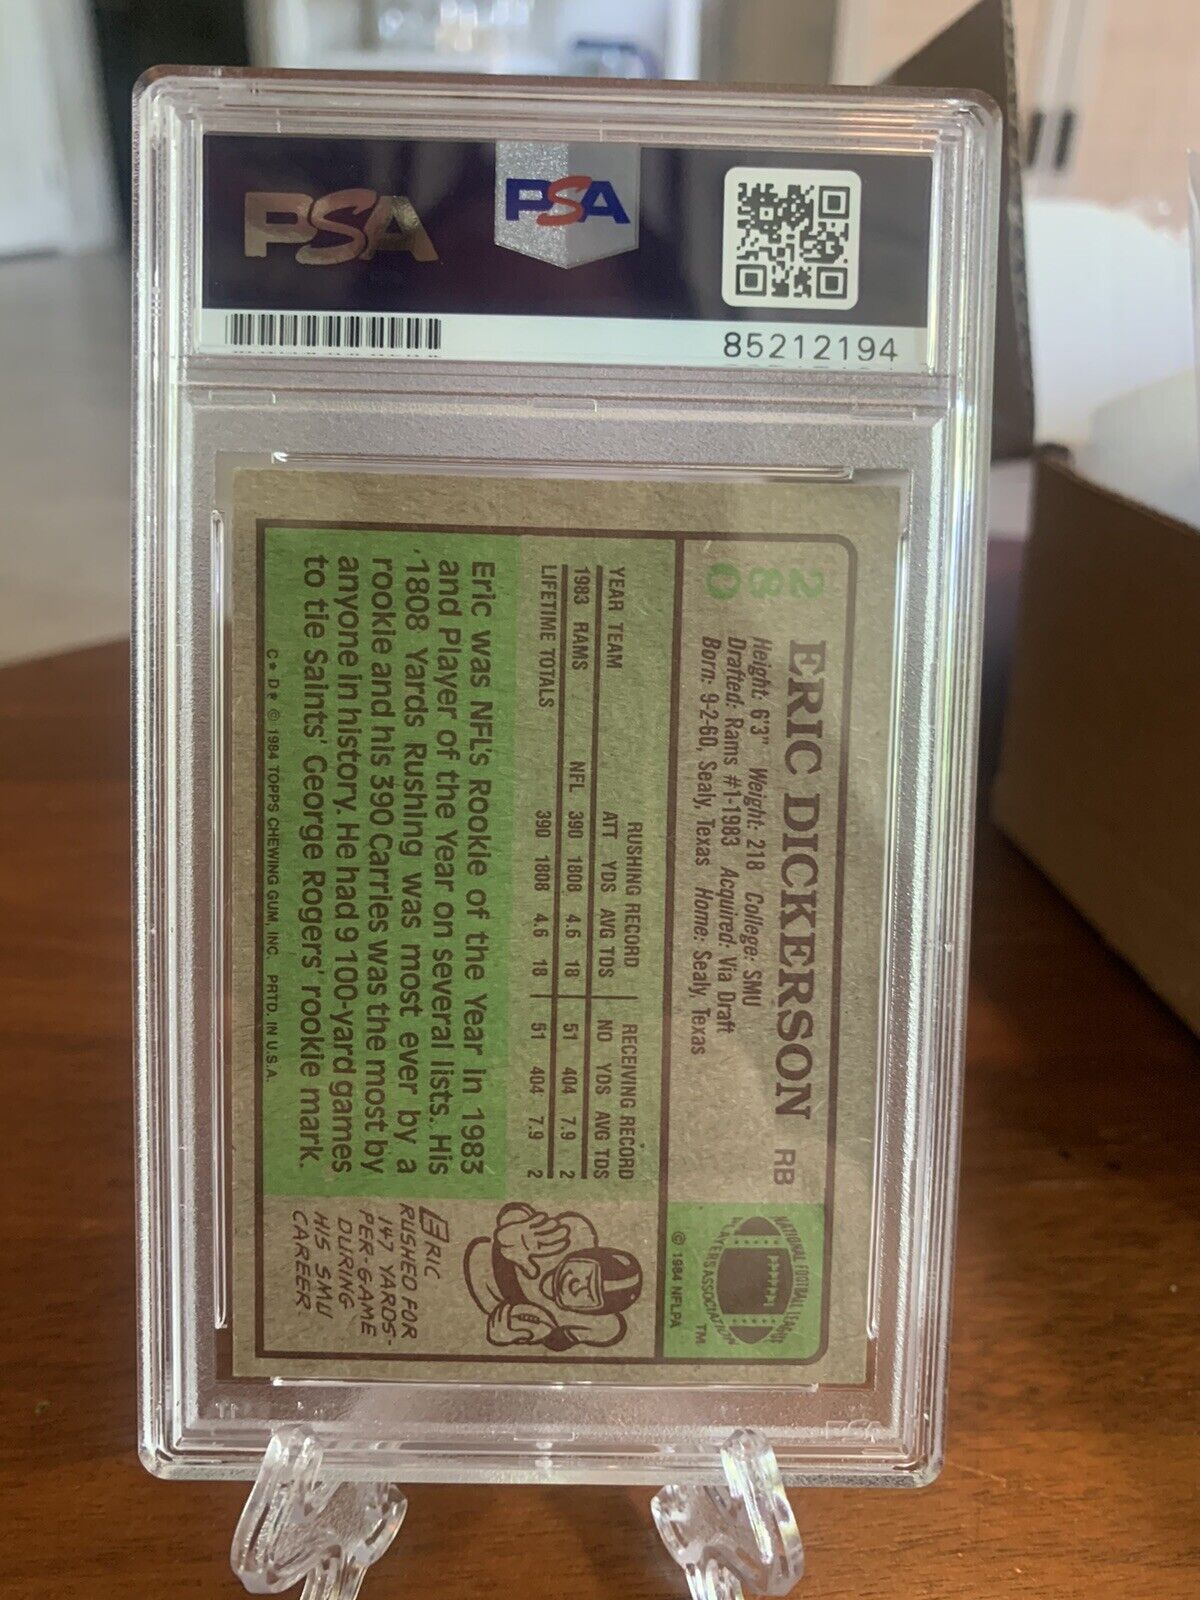 PSA
PSA
85212194
280
ERIC DICKERSON RB
Height: 6'3" Weight: 218 College: SMU
Drafted: Rams #1-1983 Acquired: Via Draft
Born: 9-2-60, Sealy, Texas Home: Sealy, Texas
NATIONAL FOOTBALL LEAGUE
PLAYERS ASSOCIATION
TM
© 1984 NFLPA
RUSHING RECORD RECEIVING RECORD
YEAR TEAM ATT YDS AVG TDS NO YDS AVG TDS
1983 RAMS NFL 390 1808 4.6 18 51 404 7.9 2
LIFETIME TOTALS 390 1808 4.6 18 51 404 7.9 2
Eric was NFL's Rookie of the Year in 1983
and Player of the Year on several lists. His
1808 Yards Rushing was most ever by a
rookie and his 390 Carries was the most by
anyone in history. He had 9 100-yard games
to tie Saints' George Rogers' rookie mark.
ERIC
RUSHED FOR
147 YARDS-
PER-GAME
DURING
HIS SMU
CAREER.
C* D* © 1984 TOPPS CHEWING GUM, INC. PRTD. IN U.S.A.
PSA